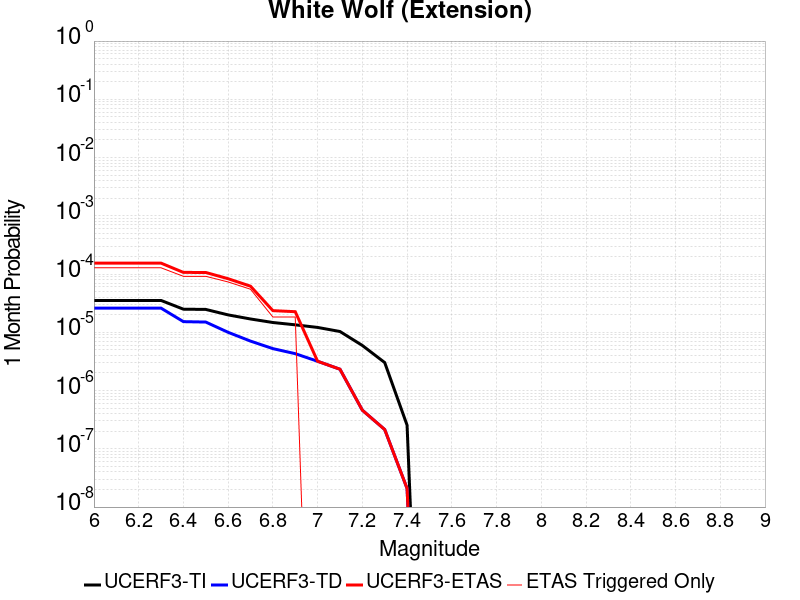 White Wolf (Extension)
10^0
10^-1
10^-2
10^-3
10^-4
10^-5
10^-6
10^-7
10^-8
1 Month Probability
6 6.2 6.4 6.6 6.8 7 7.2 7.4 7.6 7.8 8 8.2 8.4 8.6 8.8 9
Magnitude
UCERF3-TI UCERF3-TD UCERF3-ETAS ETAS Triggered Only